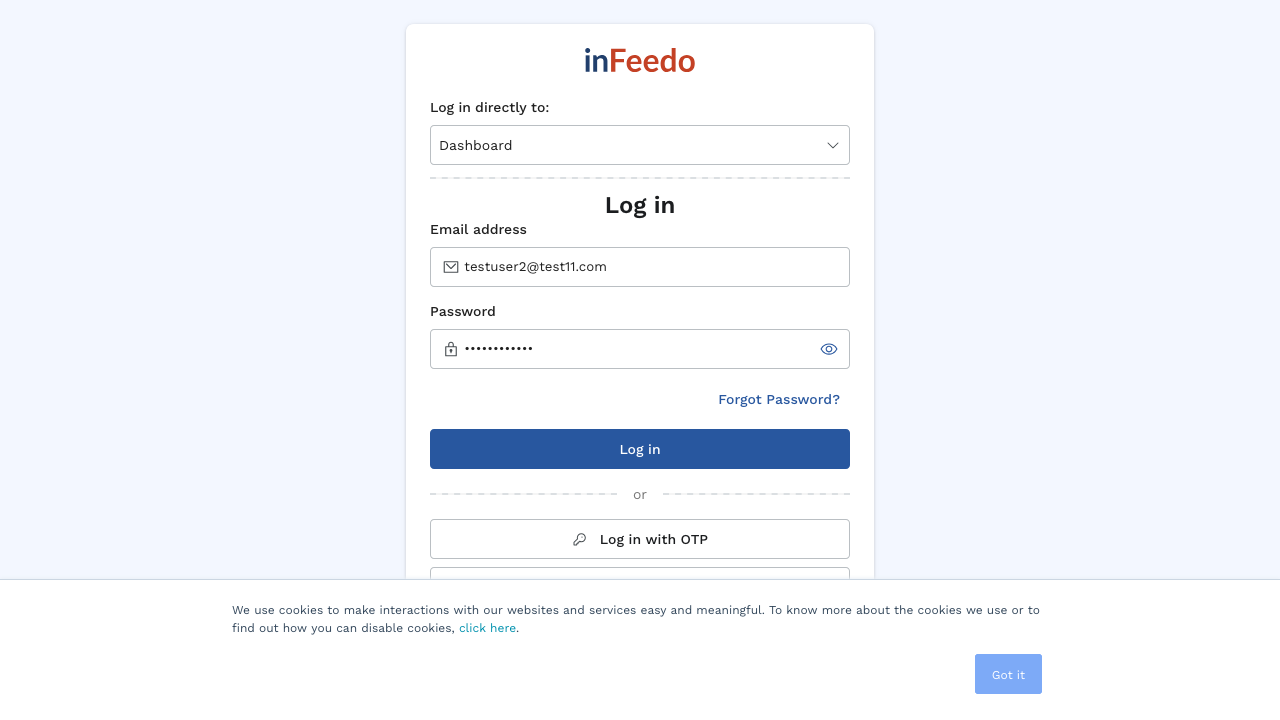 inFeedo
Log in directly to:
Dashboard
Log in
Email address
testuser2@test11.com
Password
••••••••••••
Forgot Password?
Log in
or
Log in with OTP
We use cookies to make interactions with our websites and services easy and meaningful. To know more about the cookies we use or to
find out how you can disable cookies, click here.
Got it